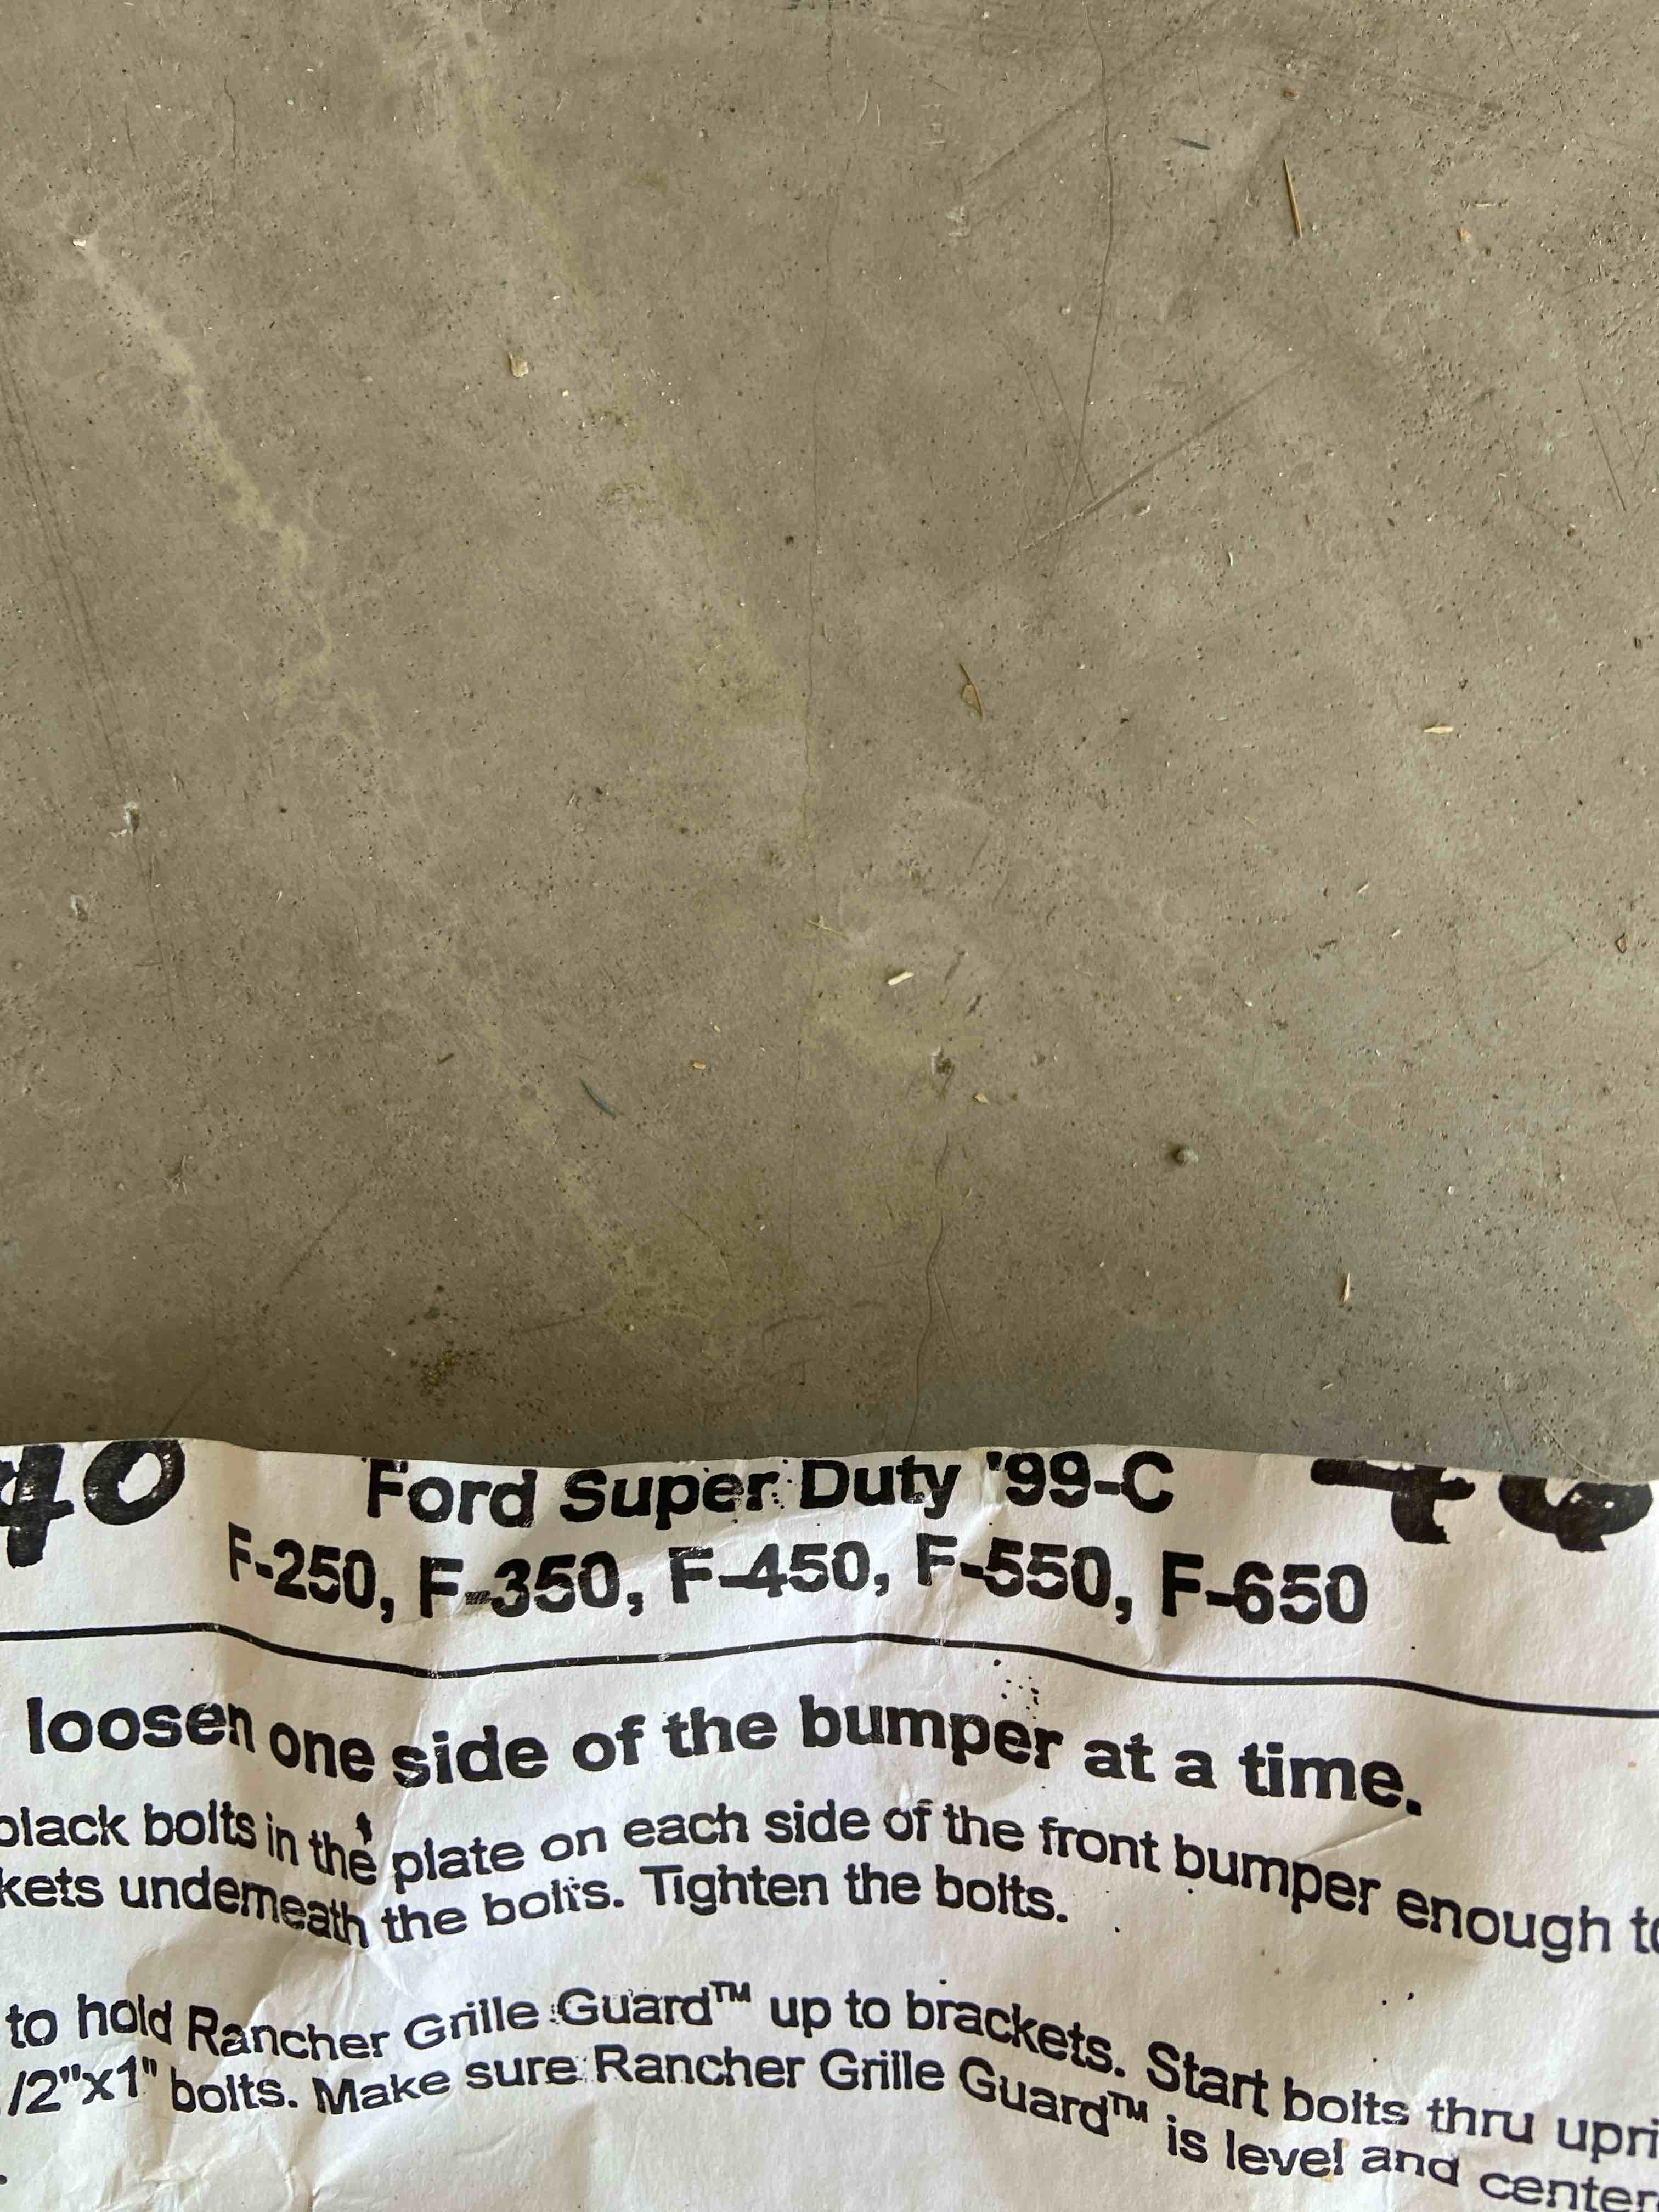 40 Ford Super Duty '99-C
F-250, F-350, F-450, F-550, F-650
loosen one side of the bumper at a time.
bolts in the plate on each side of the front bumper enough
underneath the bolts. Tighten the bolts.
to hold Rancher Grille Guard™ up to brackets. Start bolts thru
/2"x1" bolts. Make sure Rancher Grille Guard™ is level and